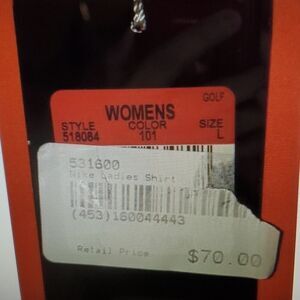 GOLF
WOMENS
STYLE COLOR SIZE
518084 101 L
531600
Nike Ladies Shirt
(453)160044443
Retail Price $70.00